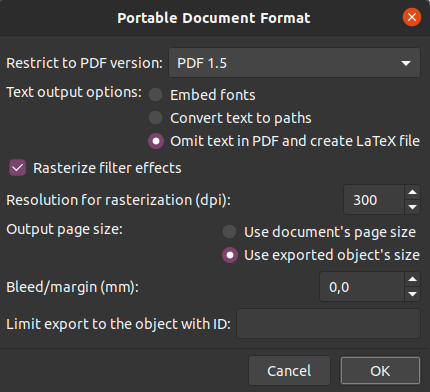 Portable Document Format
Restrict to PDF version: PDF 1.5
Text output options: Embed fonts
Convert text to paths
Omit text in PDF and create LaTeX file
Rasterize filter effects
Resolution for rasterization (dpi): 300
Output page size: Use document's page size
Use exported object's size
Bleed/margin (mm): 0,0
Limit export to the object with ID:
Cancel OK